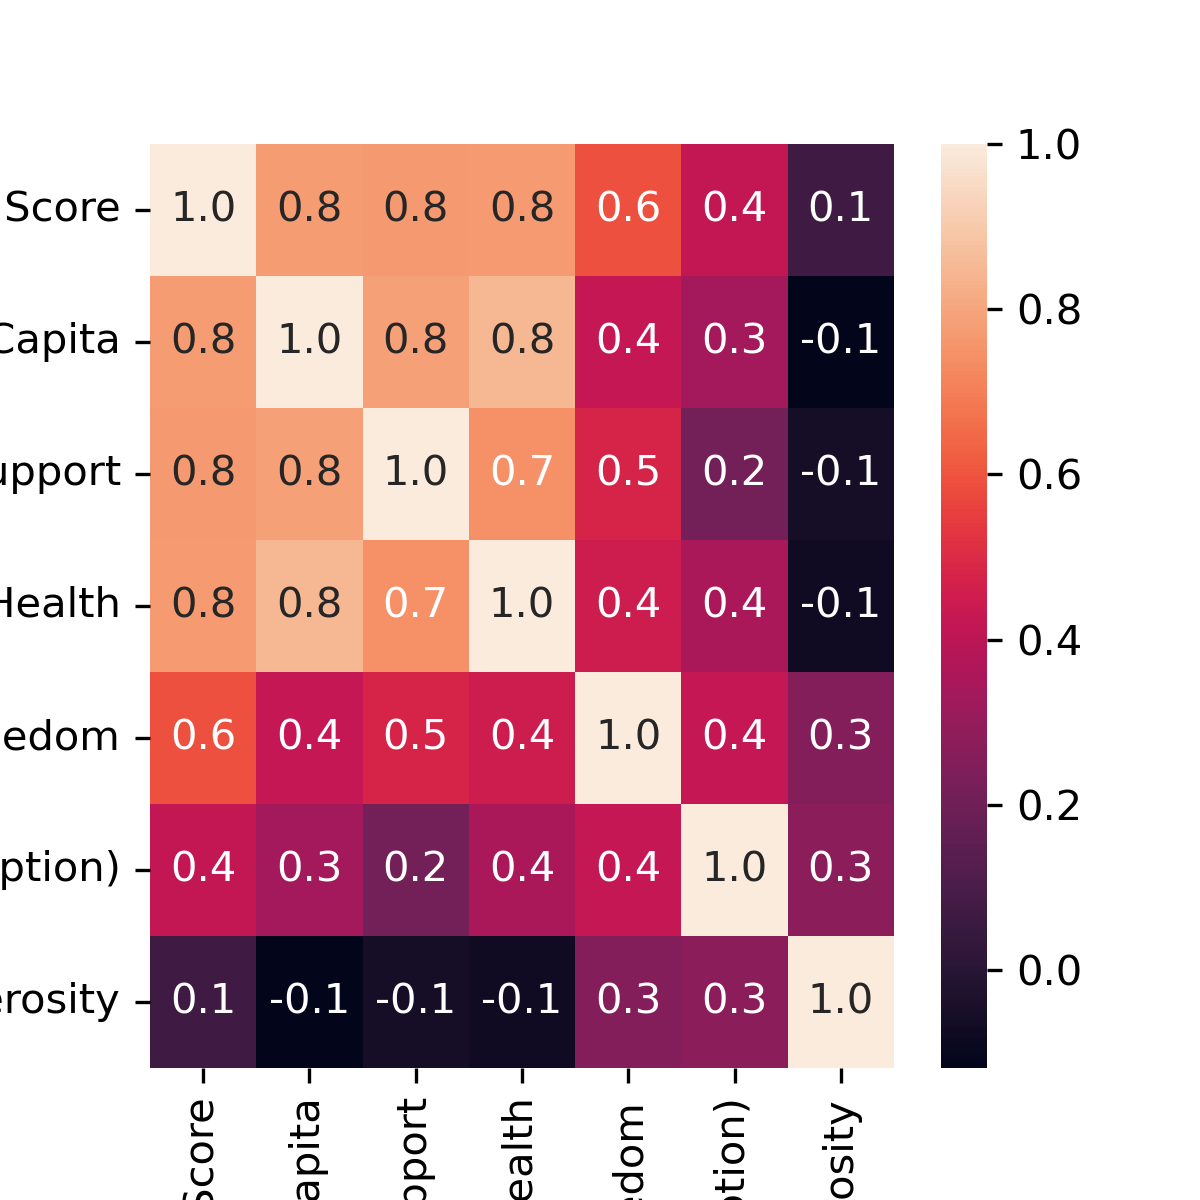 1.0
Score 1.0 0.8 0.8 0.8 0.6 0.4 0.1
Capita 0.8 1.0 0.8 0.8 0.4 0.3 -0.1
0.8
upport 0.8 0.8 1.0 0.7 0.5 0.2 -0.1
0.6
Health 0.8 0.8 0.7 1.0 0.4 0.4 -0.1
0.4
edom 0.6 0.4 0.5 0.4 1.0 0.4 0.3
0.2
ption) 0.4 0.3 0.2 0.4 0.4 1.0 0.3
0.0
erosity 0.1 -0.1 -0.1 -0.1 0.3 0.3 1.0
Score
apita
pport
ealth
edom
otion)
osity